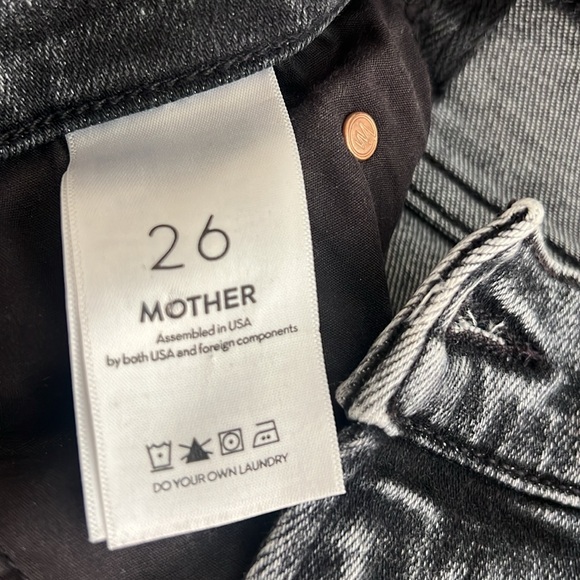 26
MOTHER
Assembled in USA
by both USA and foreign components
DO YOUR OWN LAUNDRY